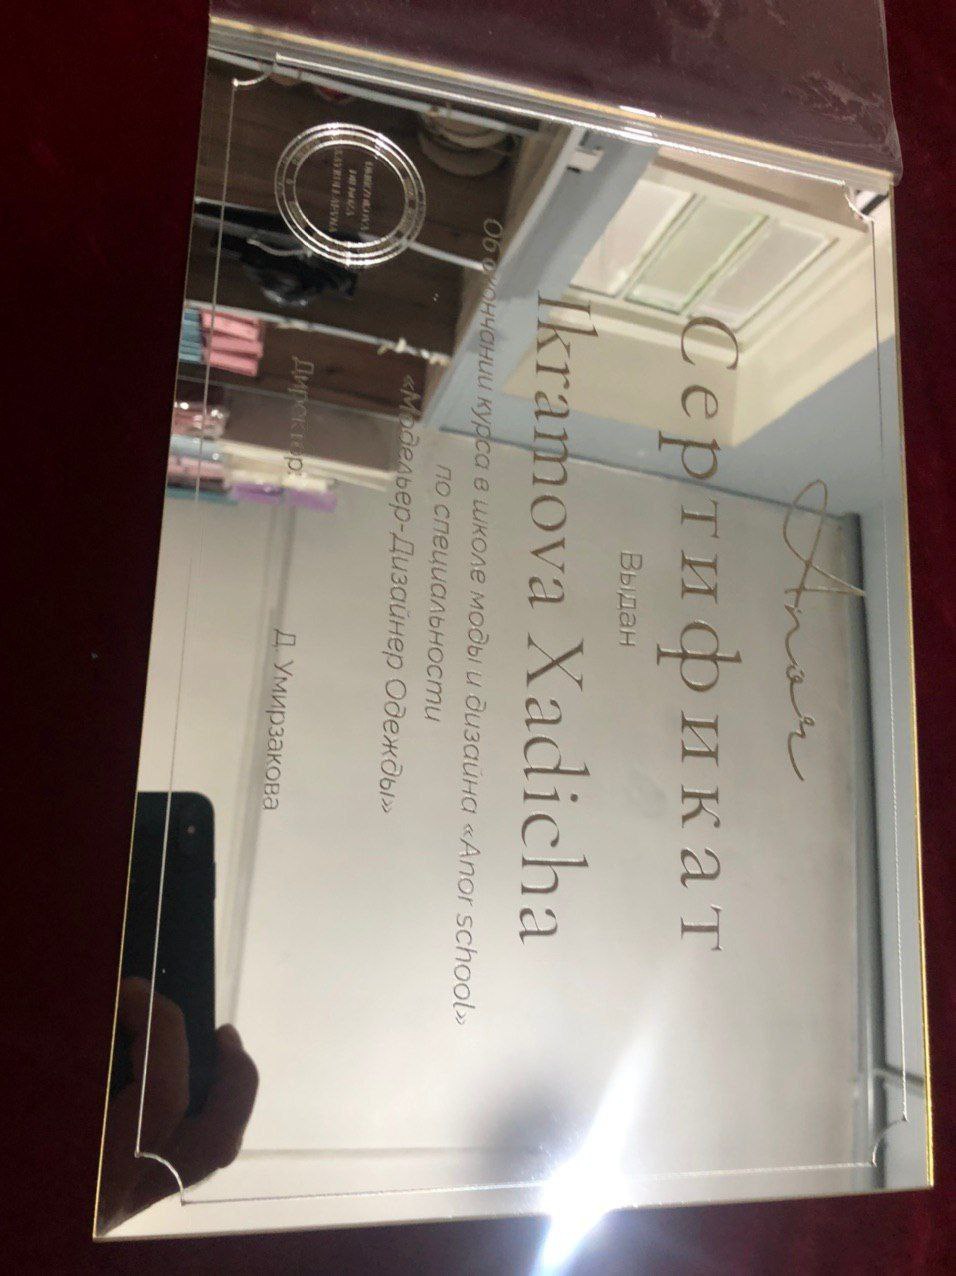 Anor
Сертификат
Выдан
Ikramova Xadicha
Об окончании курса в школе моды и дизайна «Anor school»
по специальности
«Модельер-Дизайнер Одежды»
Директор:
Д. Умирзакова